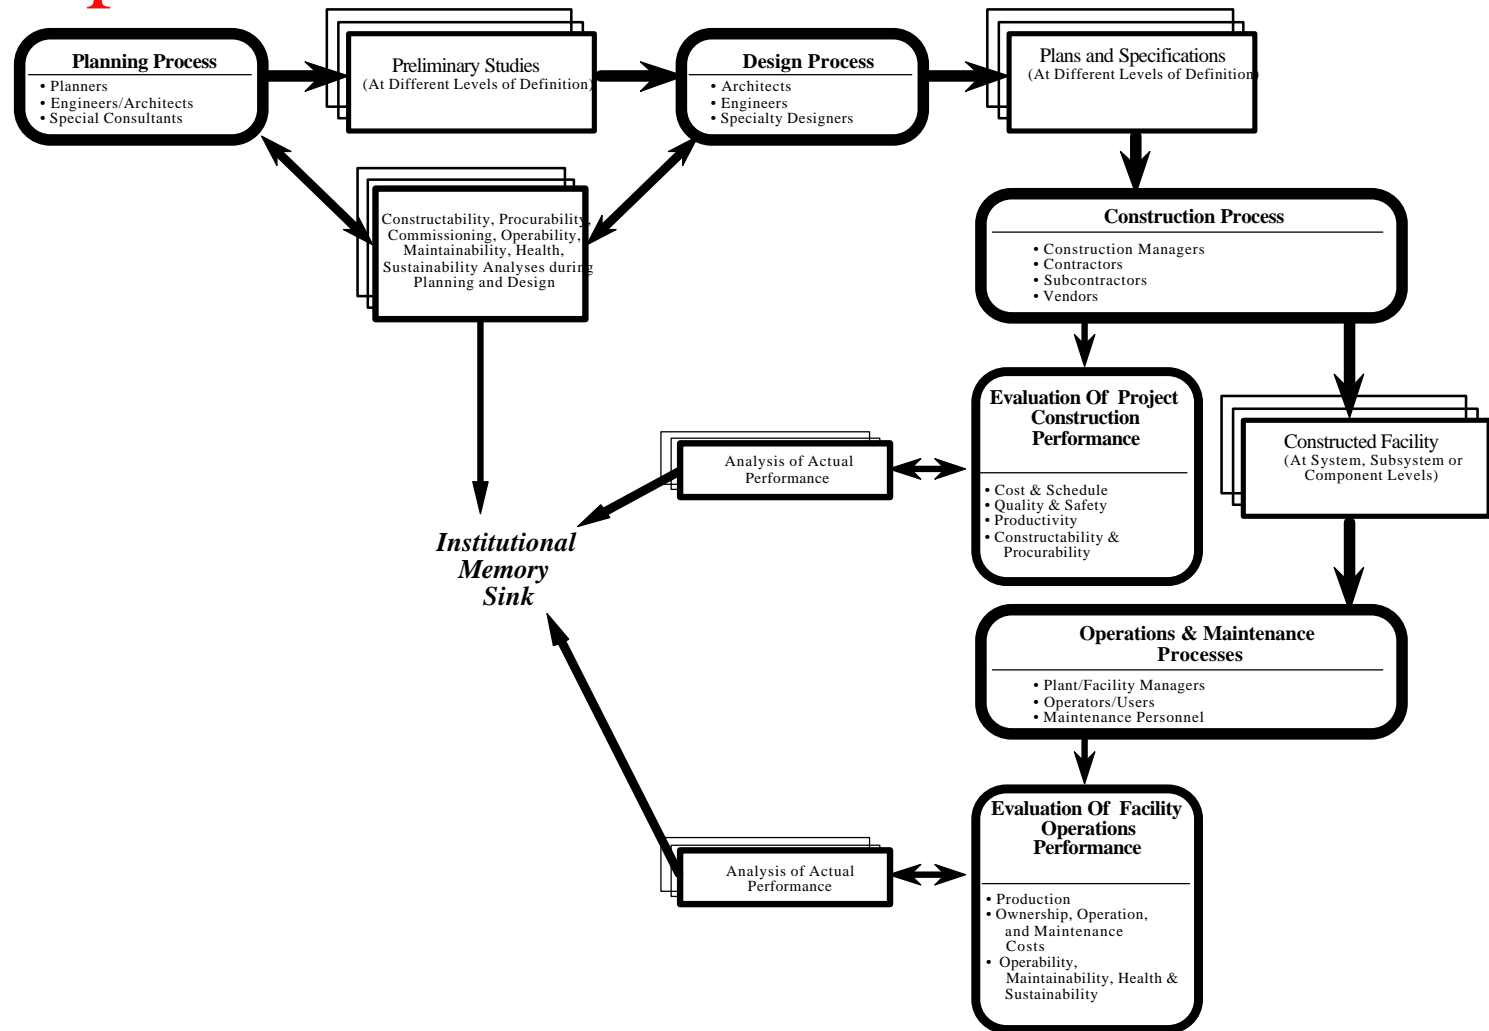 Planning Process
• Planners
• Engineers/Architects
• Special Consultants
Preliminary Studies
(At Different Levels of Definition)
Design Process
• Architects
• Engineers
• Specialty Designers
Plans and Specifications
(At Different Levels of Definition)
Constructability, Procurability,
Commissioning, Operability,
Maintainability, Health,
Sustainability Analyses during
Planning and Design
Construction Process
• Construction Managers
• Contractors
• Subcontractors
• Vendors
Evaluation Of Project
Construction
Performance
• Cost & Schedule
• Quality & Safety
• Productivity
• Constructability &
Procurability
Constructed Facility
(At System, Subsystem or
Component Levels)
Analysis of Actual
Performance
Institutional
Memory
Sink
Operations & Maintenance
Processes
• Plant/Facility Managers
• Operators/Users
• Maintenance Personnel
Evaluation Of Facility
Operations
Performance
• Production
• Ownership, Operation,
and Maintenance
Costs
• Operability,
Maintainability, Health &
Sustainability
Analysis of Actual
Performance